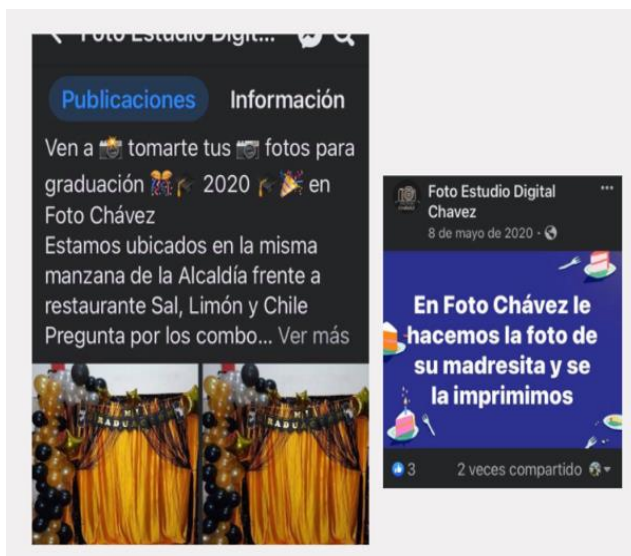 Foto Estudio Digit...
Publicaciones Información
Ven a 📸 tomarte tus 📷 fotos para
graduación 🎊🎓 2020 🎓🎉 en
Foto Chávez
Estamos ubicados en la misma
manzana de la Alcaldía frente a
restaurante Sal, Limón y Chile
Pregunta por los combo... Ver más
Foto Estudio Digital
Chavez
8 de mayo de 2020
En Foto Chávez le
hacemos la foto de
su madresita y se
la imprimimos
3 2 veces compartido